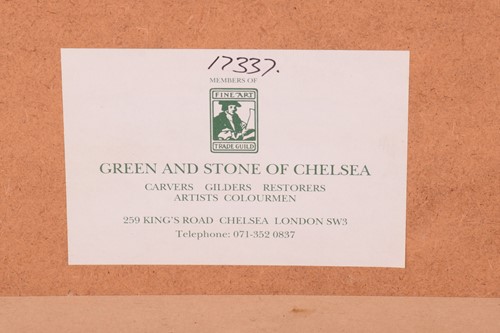 17337.
MEMBERS OF
FINE ART
TRADE GUILD
GREEN AND STONE OF CHELSEA
CARVERS GILDERS RESTORERS
ARTISTS COLOURMEN
259 KING'S ROAD CHELSEA LONDON SW3
Telephone: 071-352 0837